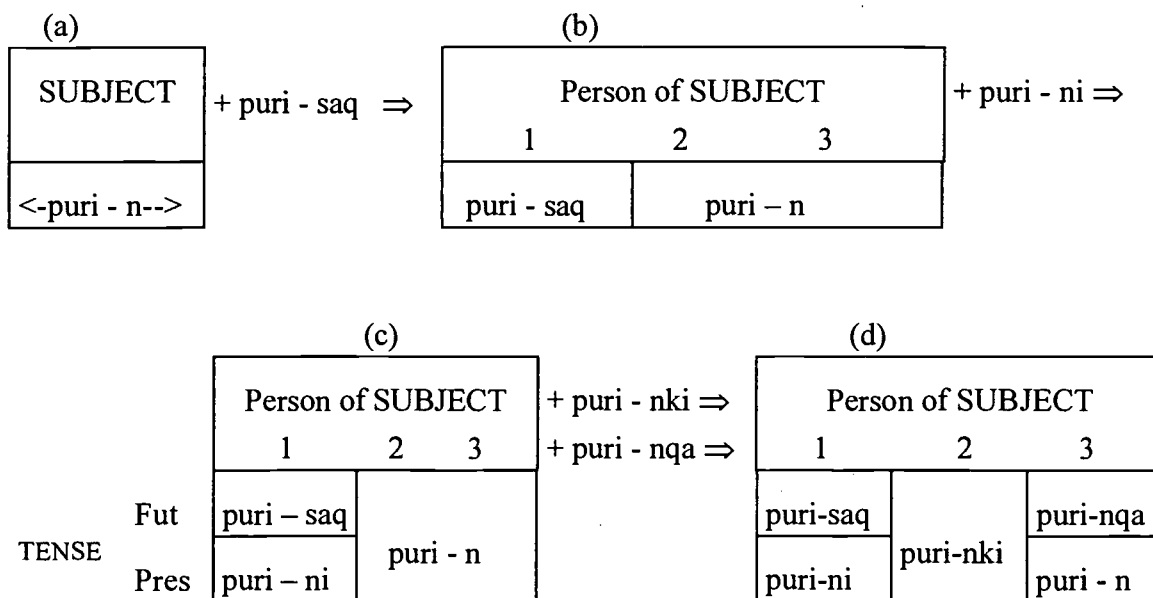 (a) (b)
SUBJECT + puri - saq ⇒ Person of SUBJECT + puri - ni ⇒
1 2 3
<-puri - n--> puri - saq puri – n
(c) (d)
Person of SUBJECT + puri - nki ⇒ Person of SUBJECT
1 2 3 + puri - nqa ⇒ 1 2 3
Fut puri – saq puri-saq puri-nqa
TENSE puri - n puri-nki
Pres puri – ni puri-ni puri - n